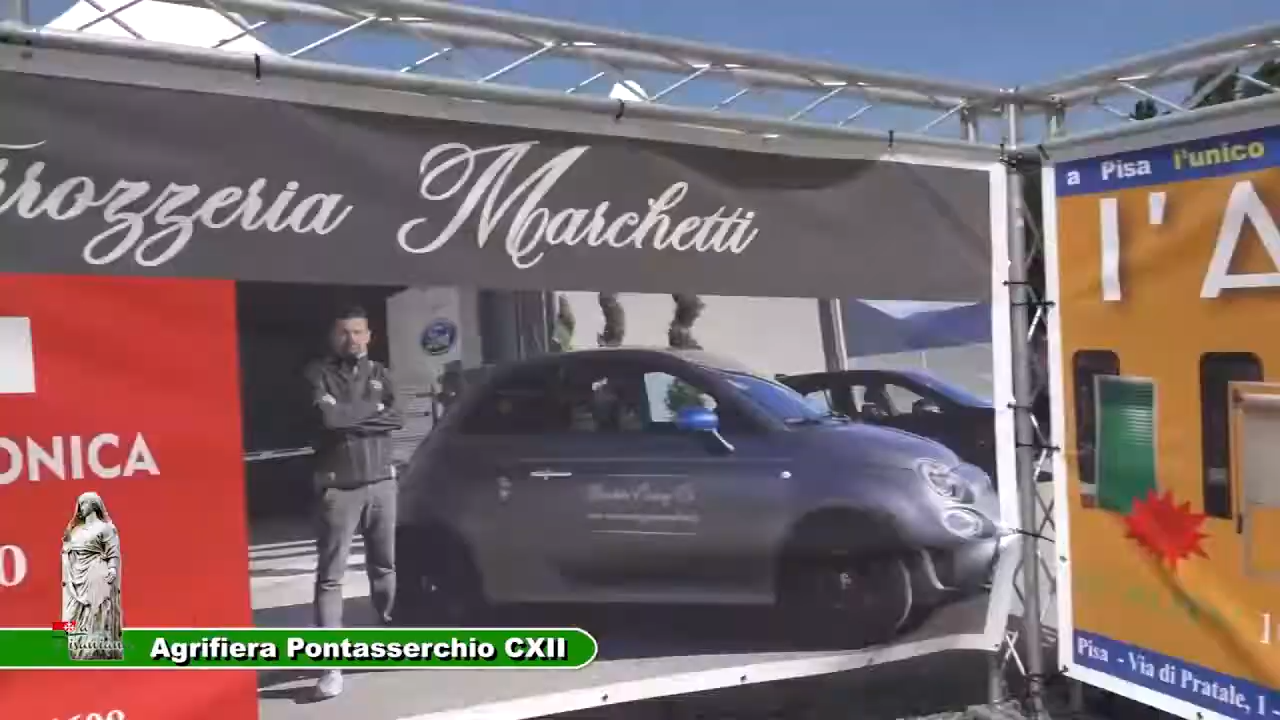 rrozzeria Marchetti
a Pisa l'unico
l'A
ONICA
0
Agrifiera Pontasserchio CXII
Pisa - Via di Pratale, 1 -